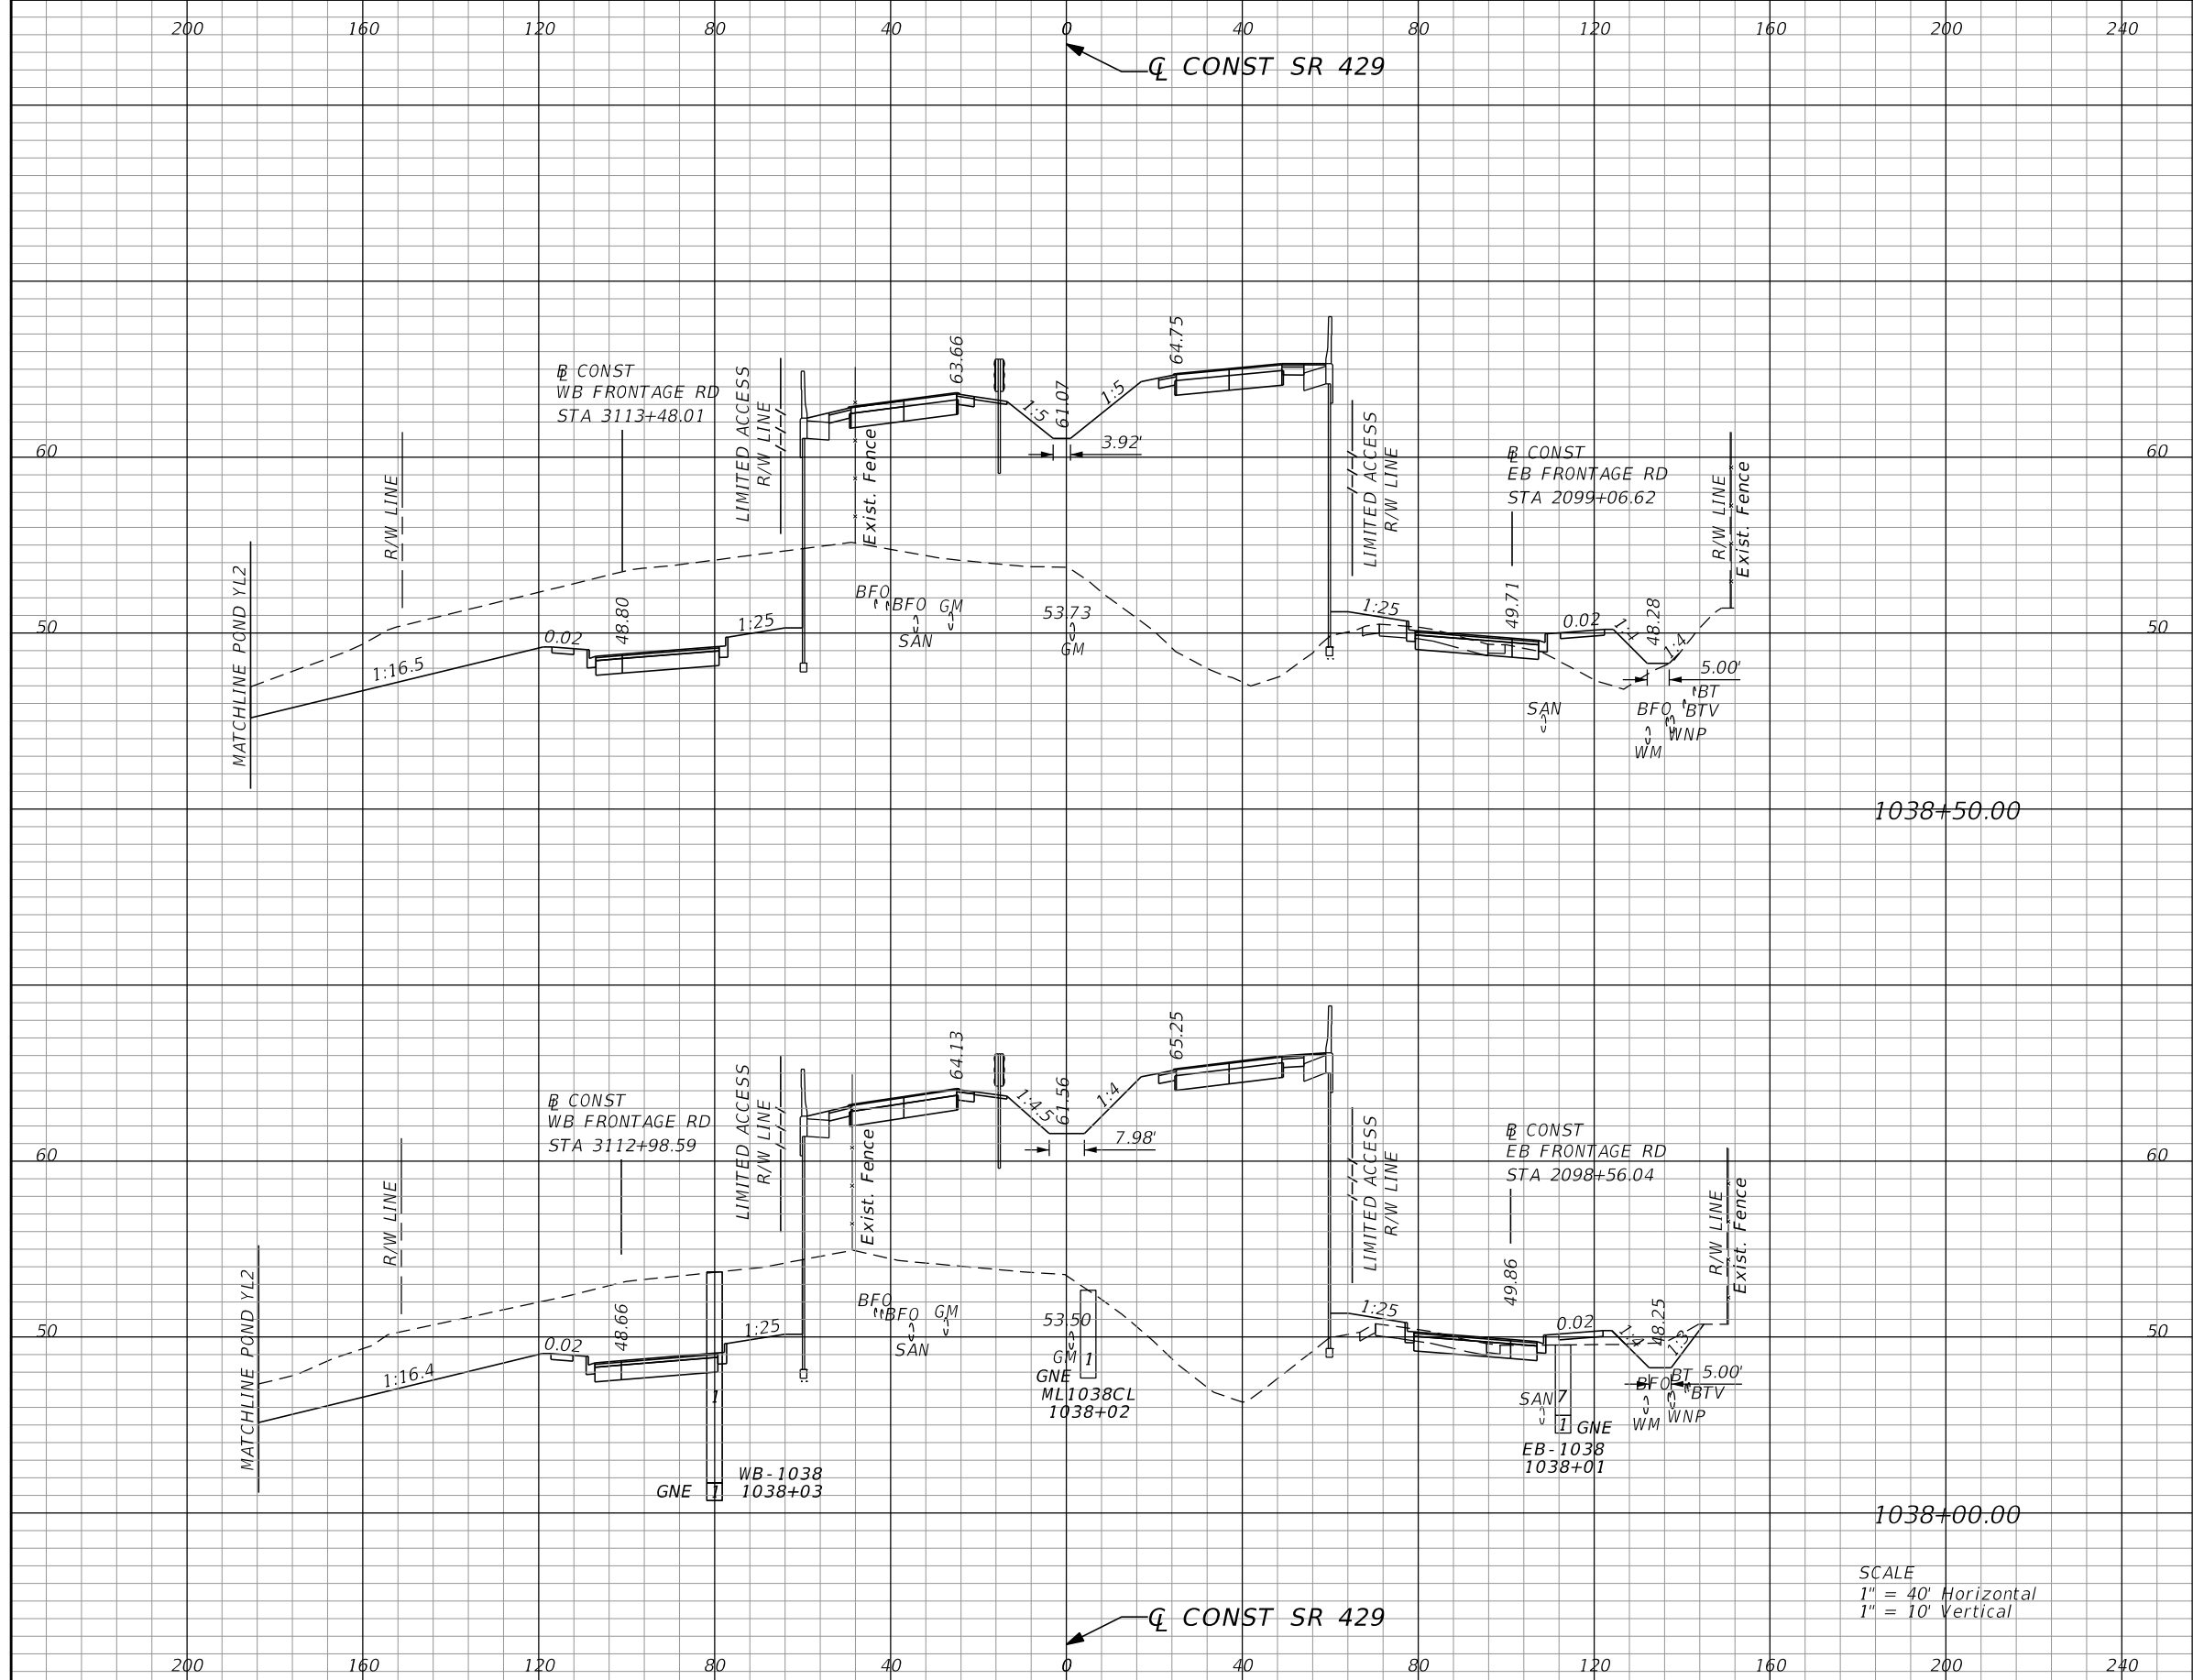 200 160 120 80 40 0 40 80 120 160 200 240
℄ CONST SR 429
℄ CONST
WB FRONTAGE RD
STA 3113+48.01
LIMITED ACCESS
R/W LINE
63.66
1:5
61.07
1:5
3.92'
64.75
LIMITED ACCESS
R/W LINE
BL CONST
EB FRONTAGE RD
STA 2099+06.62
R/W LINE
Exist. Fence
60
60
R/W LINE
Exist. Fence
MATCHLINE POND YL2
1:16.5
0.02
48.80
1:25
BFO
BFO
GM
SAN
53.73
GM
1:25
49.71
0.02
1:4
48.28
1:4
5.00'
50
50
SAN
BFO
BT
BTV
WNP
WM
1038+50.00
BL CONST
WB FRONTAGE RD
STA 3112+98.59
LIMITED ACCESS
R/W LINE
64.13
1:4.5
61.56
1:4
7.98'
65.25
LIMITED ACCESS
R/W LINE
BL CONST
EB FRONTAGE RD
STA 2098+56.04
R/W LINE
Exist. Fence
60
60
R/W LINE
Exist. Fence
MATCHLINE POND YL2
1:16.4
0.02
48.66
1:25
BFO
BFO
GM
SAN
53.50
GM
1
GNE
ML1038CL
1038+02
1:25
49.86
0.02
1:4
48.25
1:3
5.00'
50
50
1
GNE
1
WB-1038
1038+03
SAN
7
1
GNE
EB-1038
1038+01
BFO
BT
BTV
WNP
WM
1038+00.00
SCALE
1" = 40' Horizontal
1" = 10' Vertical
℄ CONST SR 429
200 160 120 80 40 0 40 80 120 160 200 240